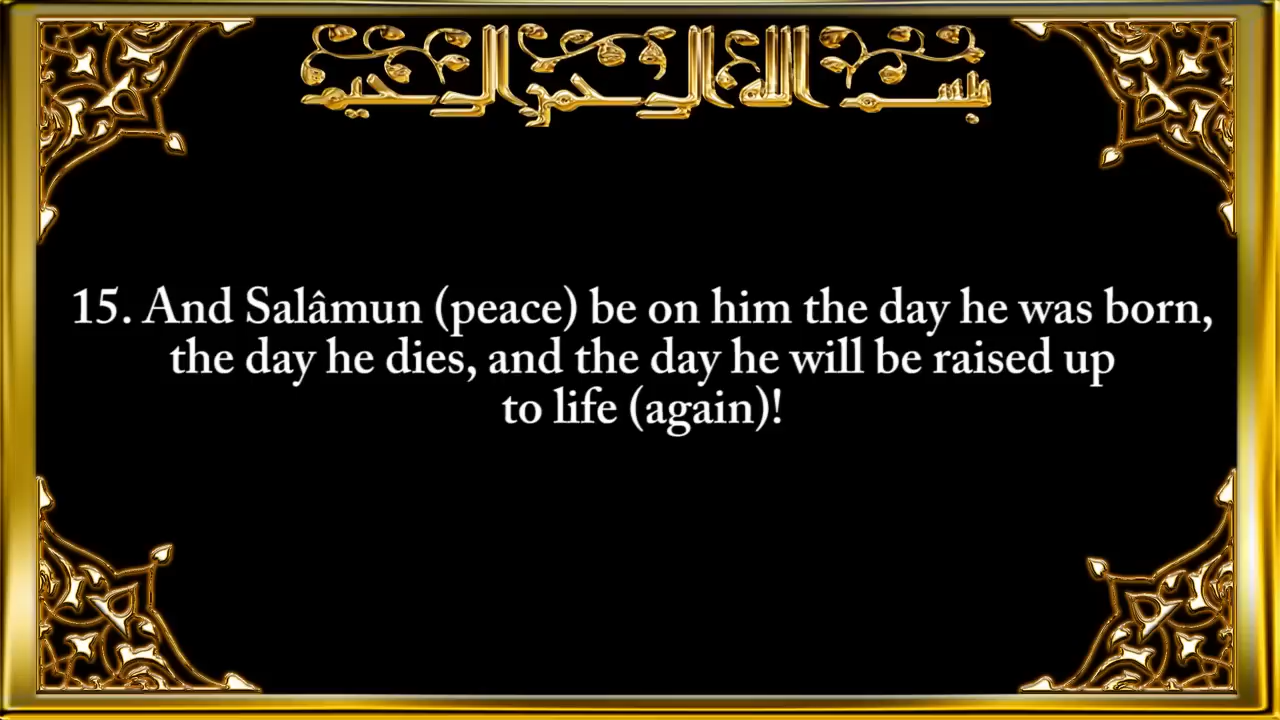 بسم الله الرحمن الرحيم
15. And Salâmun (peace) be on him the day he was born,
the day he dies, and the day he will be raised up
to life (again)!